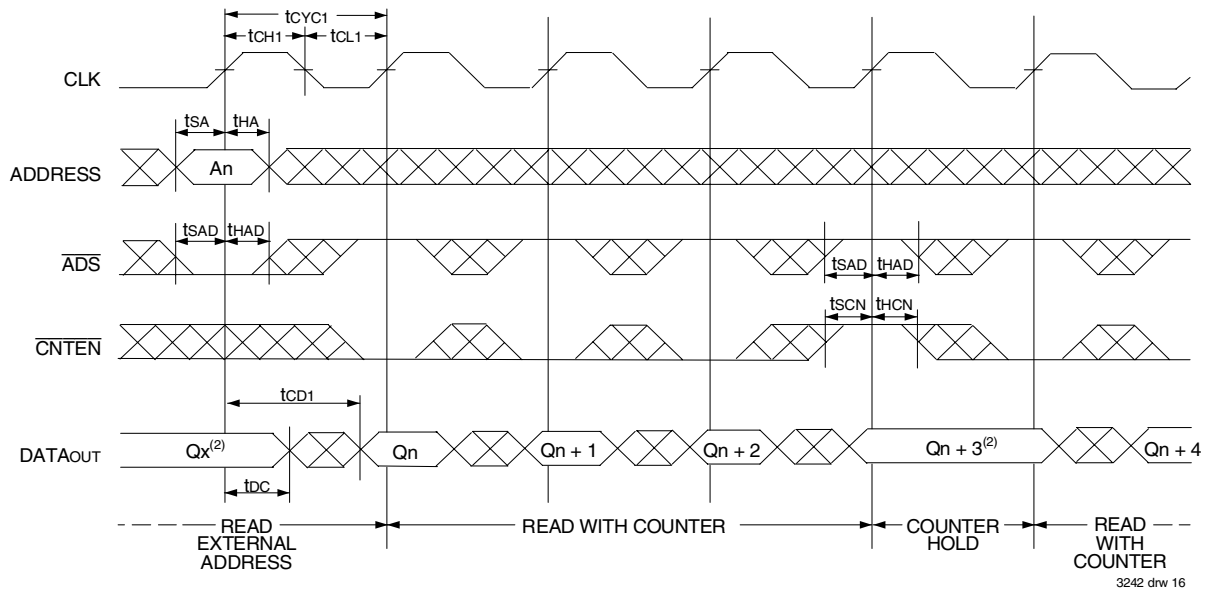 tCYC1
tCH1 tCL1
CLK
tSA tHA
ADDRESS An
tSAD tHAD
ADS
tSAD tHAD
tSCN tHCN
CNTEN
tCD1
DATAOUT Qx(2) Qn Qn + 1 Qn + 2 Qn + 3(2) Qn + 4
tDC
READ EXTERNAL ADDRESS
READ WITH COUNTER
COUNTER HOLD
READ WITH COUNTER
3242 drw 16